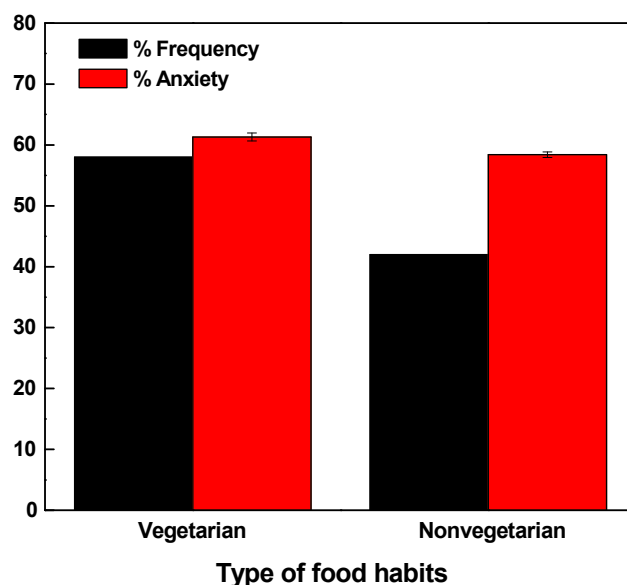 80
70
60
50
40
30
20
10
0
% Frequency
% Anxiety
Vegetarian Nonvegetarian
Type of food habits